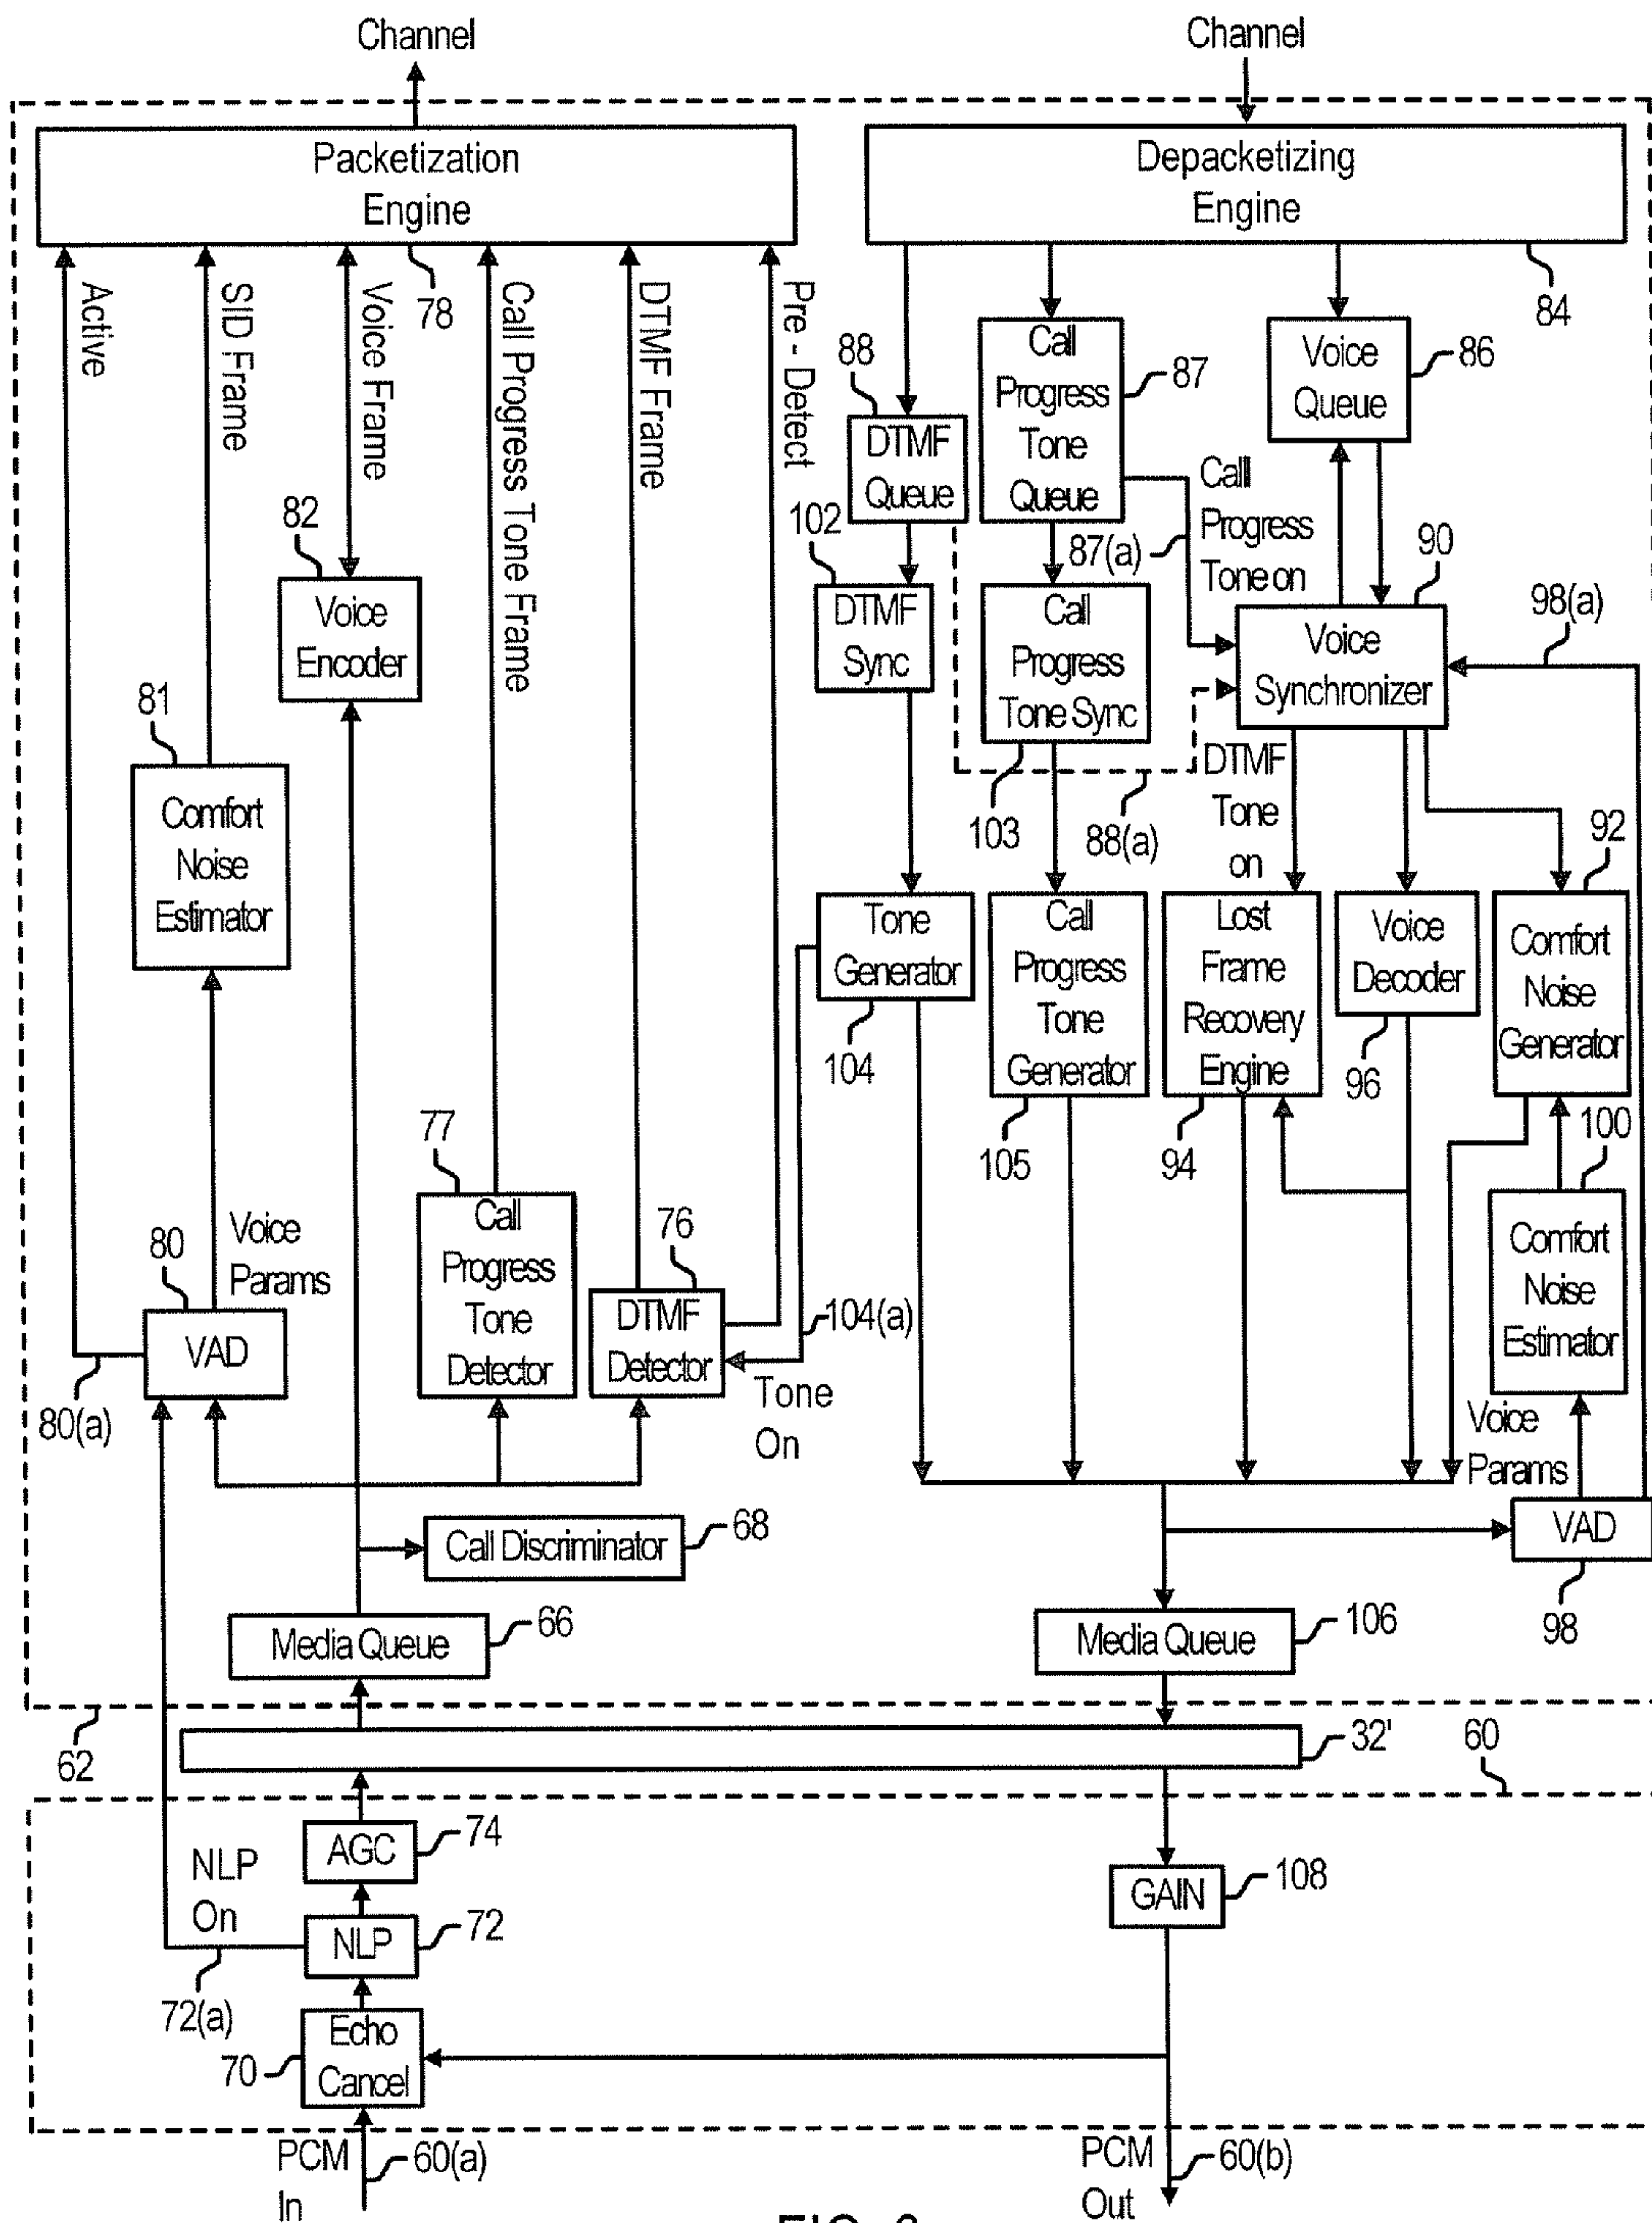 Channel
Channel
Packetization
Engine
Depacketizing
Engine
Active
SID Frame
Voice Frame
78
Call Progress Tone Frame
DTMF Frame
Pre - Detect
84
88
DTMF
Queue
Call
Progress
Tone
Queue
87
Voice
Queue
86
Call
Progress
Tone on
87(a)
102
DTMF
Sync
Call
Progress
Tone Sync
103
88(a)
90
Voice
Synchronizer
98(a)
DTMF
Tone
on
82
Voice
Encoder
81
Comfort
Noise
Estimator
Tone
Generator
104
Call
Progress
Tone
Generator
105
Lost
Frame
Recovery
Engine
94
Voice
Decoder
96
92
Comfort
Noise
Generator
100
Comfort
Noise
Estimator
77
Call
Progress
Tone
Detector
76
DTMF
Detector
104(a)
Tone
On
80
Voice
Params
VAD
80(a)
Voice
Params
VAD
98
Call Discriminator
68
Media Queue
66
Media Queue
106
62
32'
60
AGC
74
NLP
On
NLP
72
72(a)
GAIN
108
Echo
Cancel
70
PCM
In
60(a)
PCM
Out
60(b)